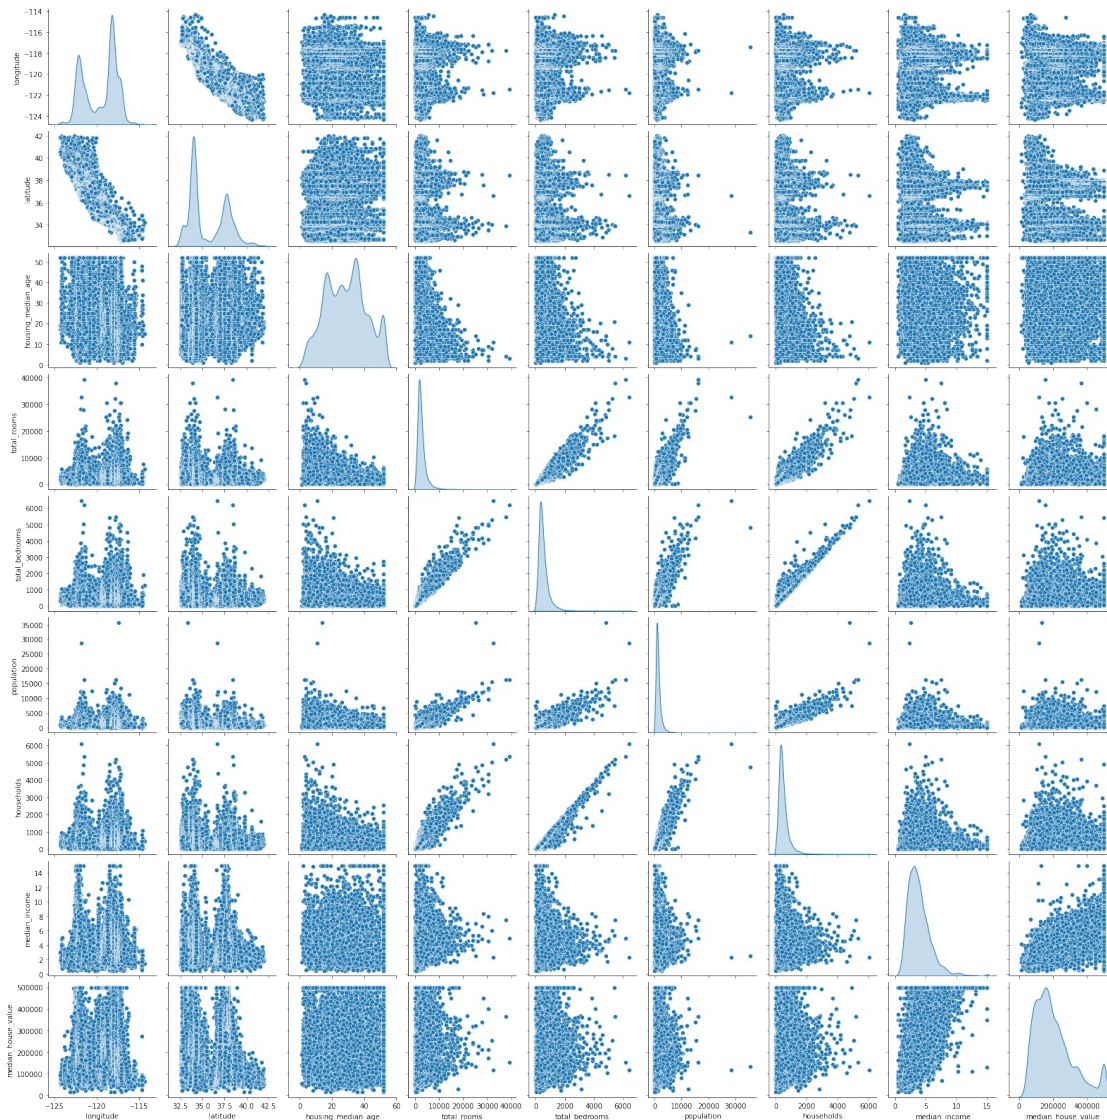 −114
−116
−118
−120
−122
−124
longitude
42
40
38
36
34
latitude
50
40
30
20
10
0
housing_median_age
40000
30000
20000
10000
0
total_rooms
6000
5000
4000
3000
2000
1000
0
total_bedrooms
35000
30000
25000
20000
15000
10000
5000
0
population
6000
5000
4000
3000
2000
1000
0
households
14
12
10
8
6
4
2
0
median_income
500000
400000
300000
200000
100000
0
median_house_value
−125 −120 −115
longitude
32.5 35.0 37.5 40.0 42.5
latitude
0 20 40 60
housing_median_age
0 10000 20000 30000 40000
total_rooms
0 2000 4000 6000
total_bedrooms
0 10000 20000 30000
population
0 2000 4000 6000
households
0 5 10 15
median_income
0 200000 400000
median_house_value